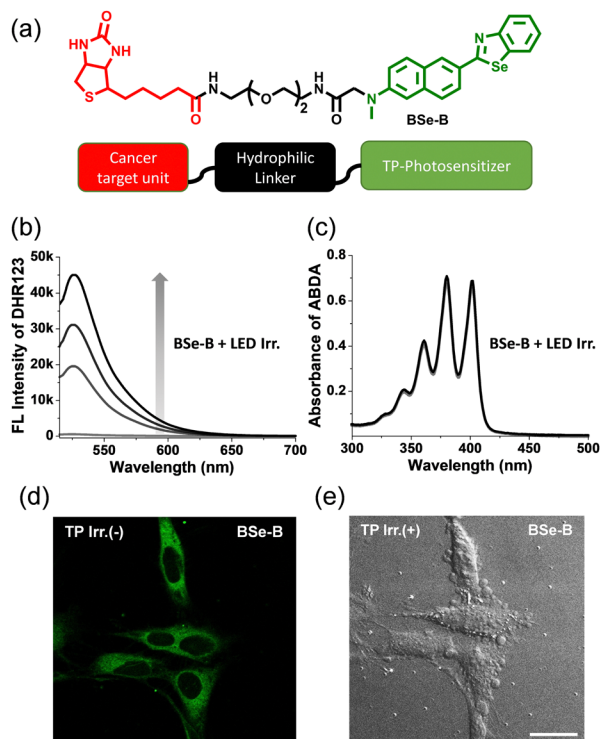 (a)
O
HN
NH
S
O
H
N
O
2
H
N
O
N
N
Se
BSe-B
Cancer
target unit
Hydrophilic
Linker
TP-Photosensitizer
(b)
FL Intensity of DHR123
50k
40k
30k
20k
10k
0
BSe-B + LED Irr.
550
600
650
700
Wavelength (nm)
(c)
Absorbance of ABDA
0.8
0.6
0.4
0.2
BSe-B + LED Irr.
300
350
400
450
500
Wavelength (nm)
(d)
TP Irr.(-) BSe-B
(e)
TP Irr.(+) BSe-B